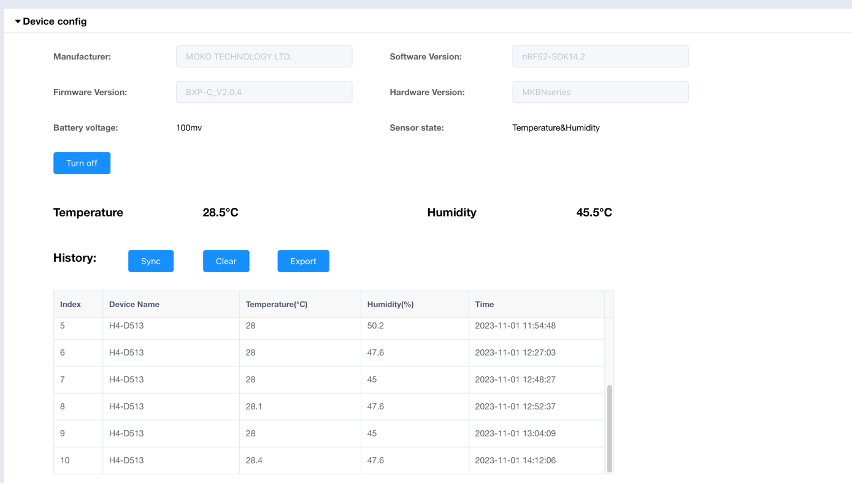 Device config
Manufacturer: MOKO TECHNOLOGY LTD. Software Version: nRF52-SDK14.2
Firmware Version: BXP-C_V2.0.4 Hardware Version: MKBNseries
Battery voltage: 100mv Sensor state: Temperature&Humidity
Turn off
Temperature 28.5°C Humidity 45.5°C
History: Sync Clear Export
Index Device Name Temperature(°C) Humidity(%) Time
5 H4-D513 28 50.2 2023-11-01 11:54:48
6 H4-D513 28 47.6 2023-11-01 12:27:03
7 H4-D513 28 45 2023-11-01 12:48:27
8 H4-D513 28.1 47.6 2023-11-01 12:52:37
9 H4-D513 28 45 2023-11-01 13:04:09
10 H4-D513 28.4 47.6 2023-11-01 14:12:06